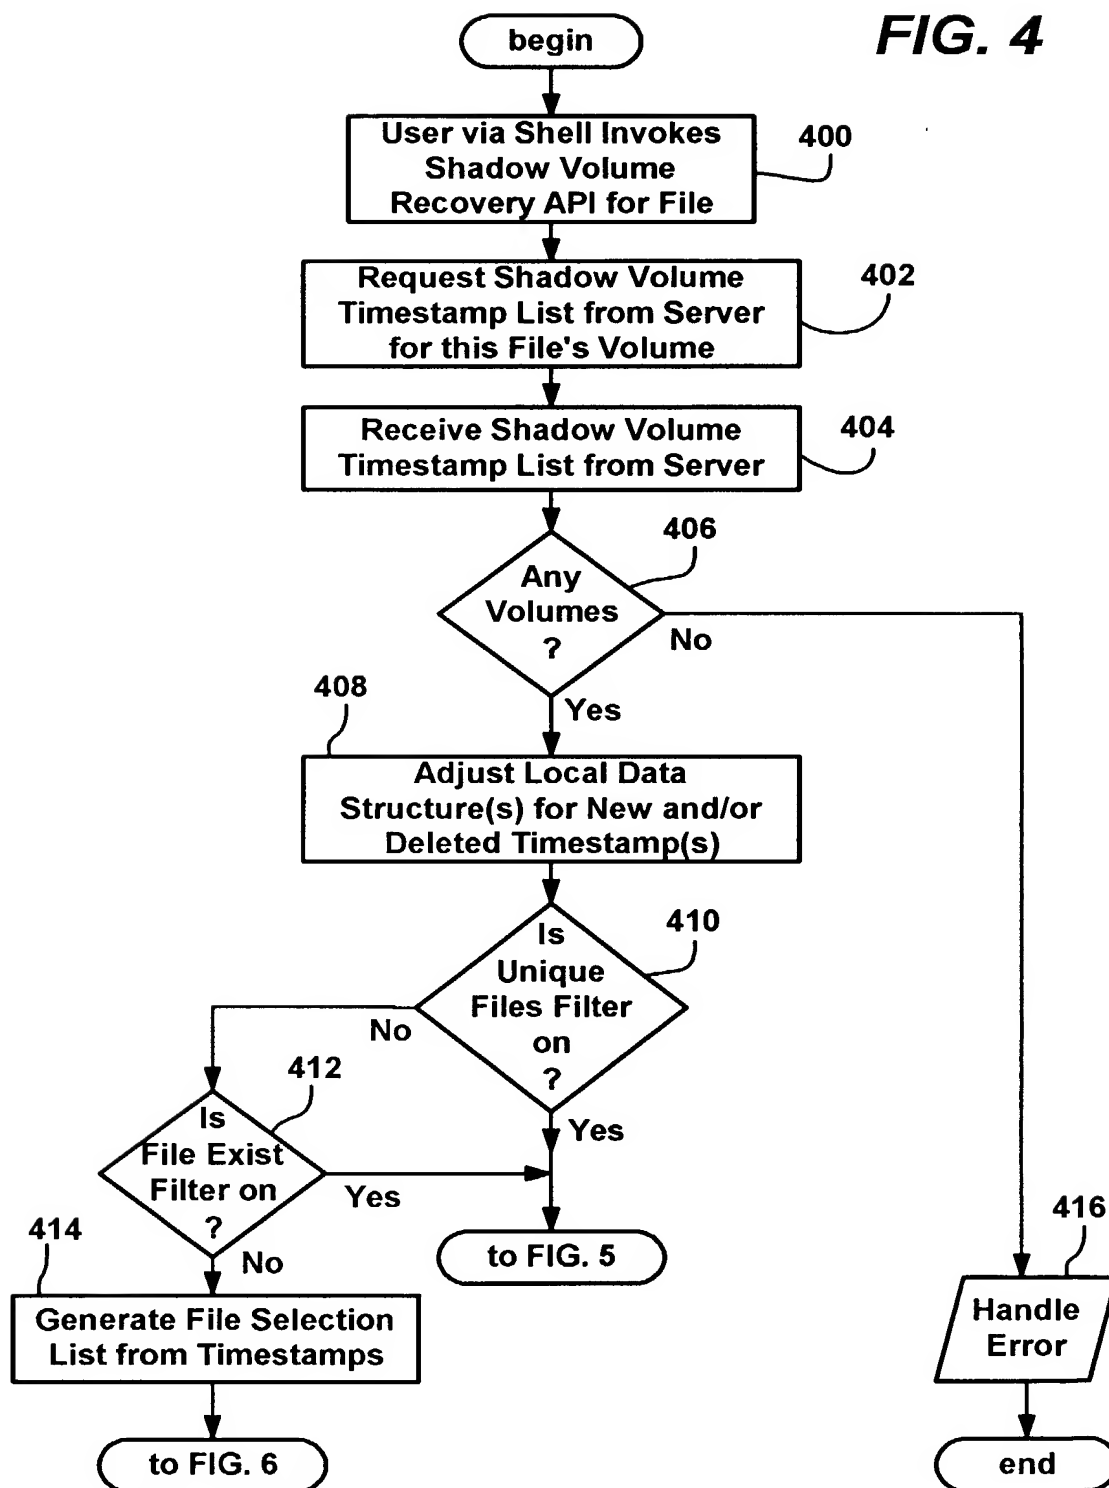 FIG. 4
begin
User via Shell Invokes
Shadow Volume
Recovery API for File
400
Request Shadow Volume
Timestamp List from Server
for this File's Volume
402
Receive Shadow Volume
Timestamp List from Server
404
406
Any
Volumes
?
No
Yes
408
Adjust Local Data
Structure(s) for New and/or
Deleted Timestamp(s)
410
Is
Unique
Files Filter
on
?
No
Yes
412
Is
File Exist
Filter on
?
Yes
No
to FIG. 5
414
Generate File Selection
List from Timestamps
to FIG. 6
416
Handle
Error
end